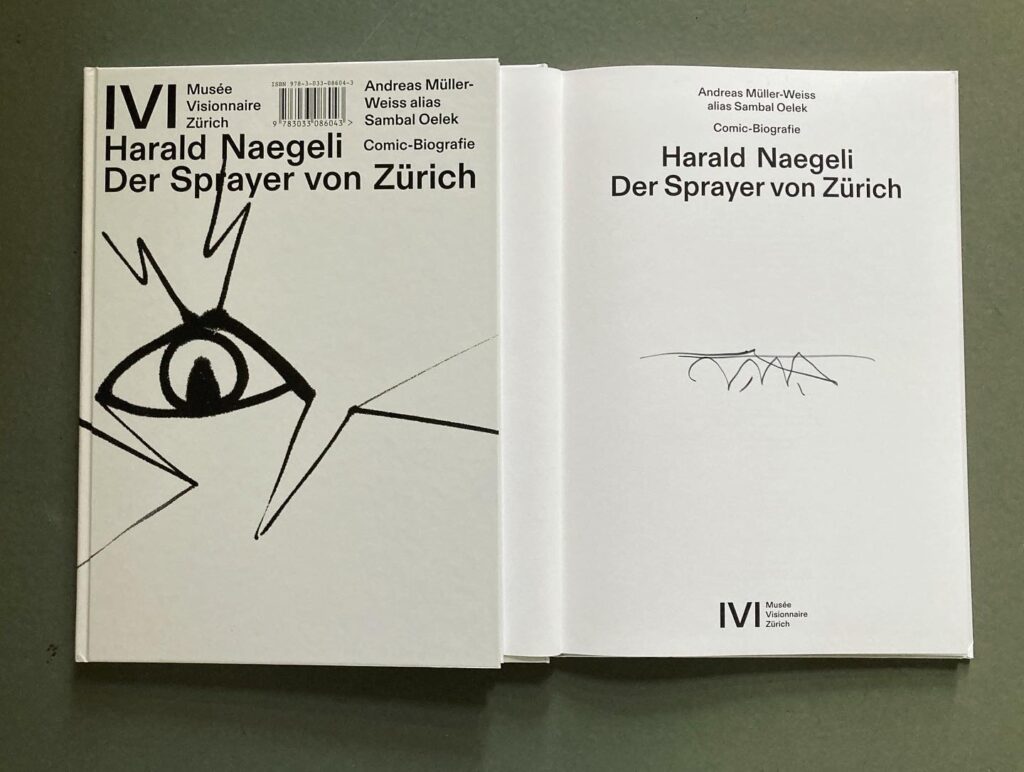 IVI
Musée
Visionnaire
Zürich
ISBN 978-3-033-08604-3
9 783033 086043 >
Andreas Müller-
Weiss alias
Sambal Oelek
Harald Naegeli
Comic-Biografie
Der Sprayer von Zürich
Andreas Müller-Weiss
alias Sambal Oelek
Comic-Biografie
Harald Naegeli
Der Sprayer von Zürich
IVI
Musée
Visionnaire
Zürich